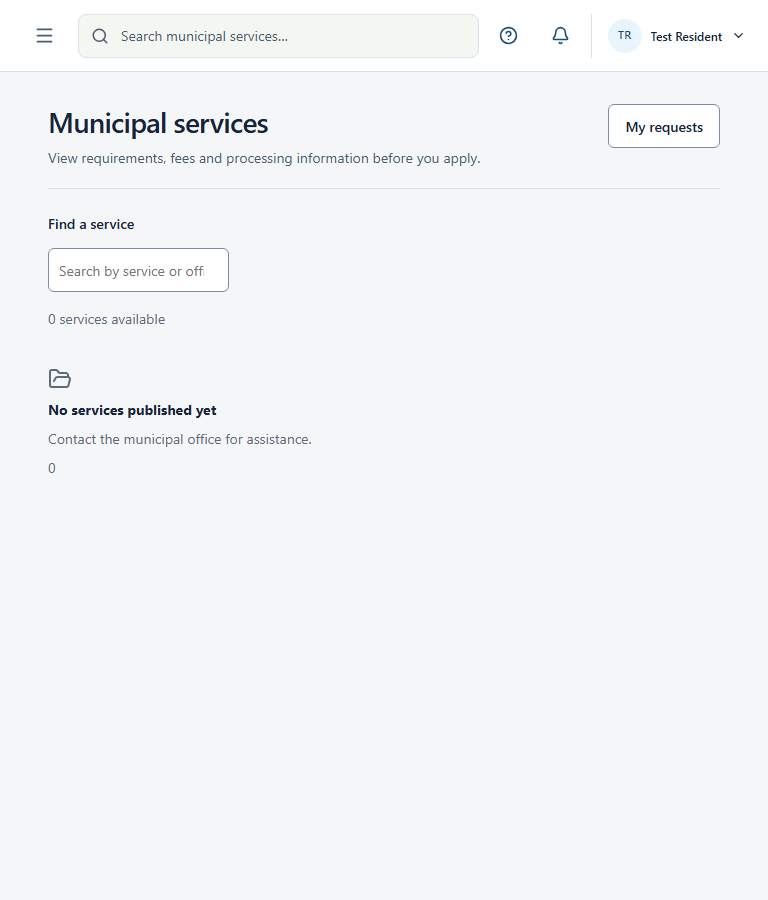 Search municipal services...
TR
Test Resident
Municipal services
My requests
View requirements, fees and processing information before you apply.
Find a service
Search by service or off
0 services available
No services published yet
Contact the municipal office for assistance.
0